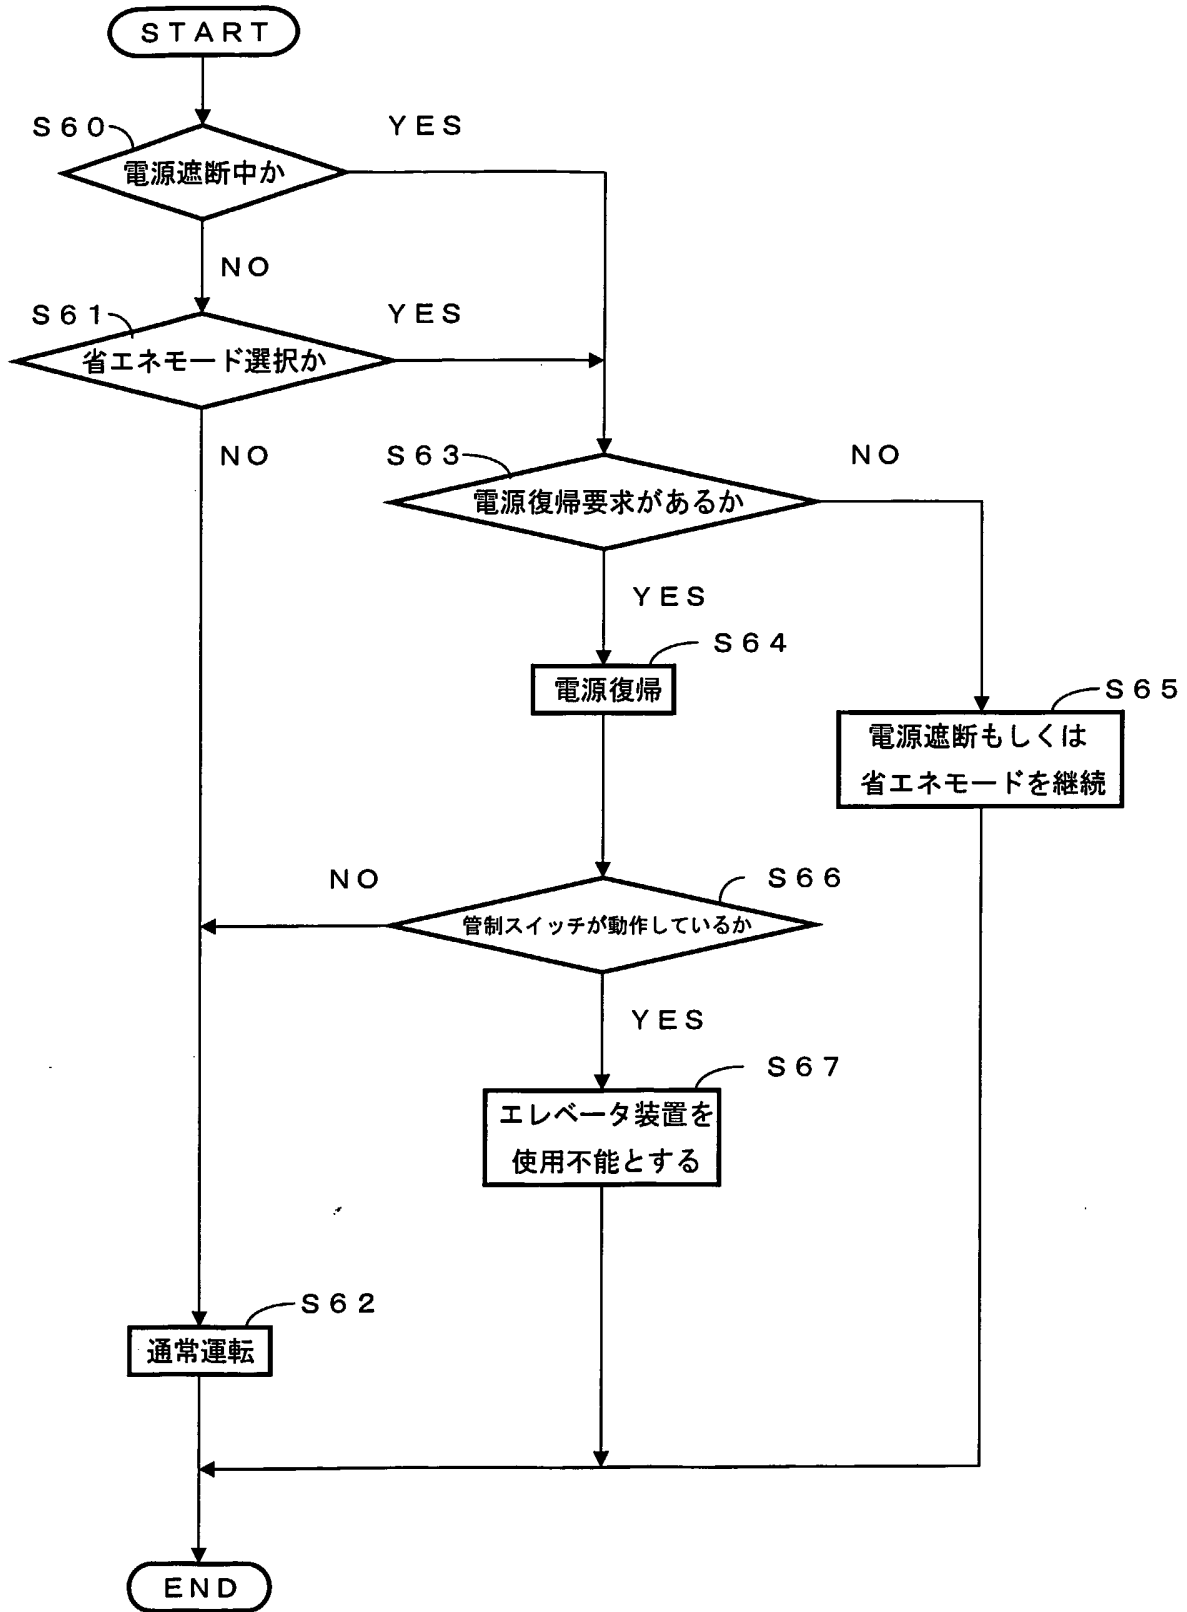 START
S60
YES
電源遮断中か
NO
S61
YES
省エネモード選択か
NO
S63
NO
電源復帰要求があるか
YES
S64
電源復帰
S65
電源遮断もしくは
省エネモードを継続
NO
S66
管制スイッチが動作しているか
YES
S67
エレベータ装置を
使用不能とする
S62
通常運転
END